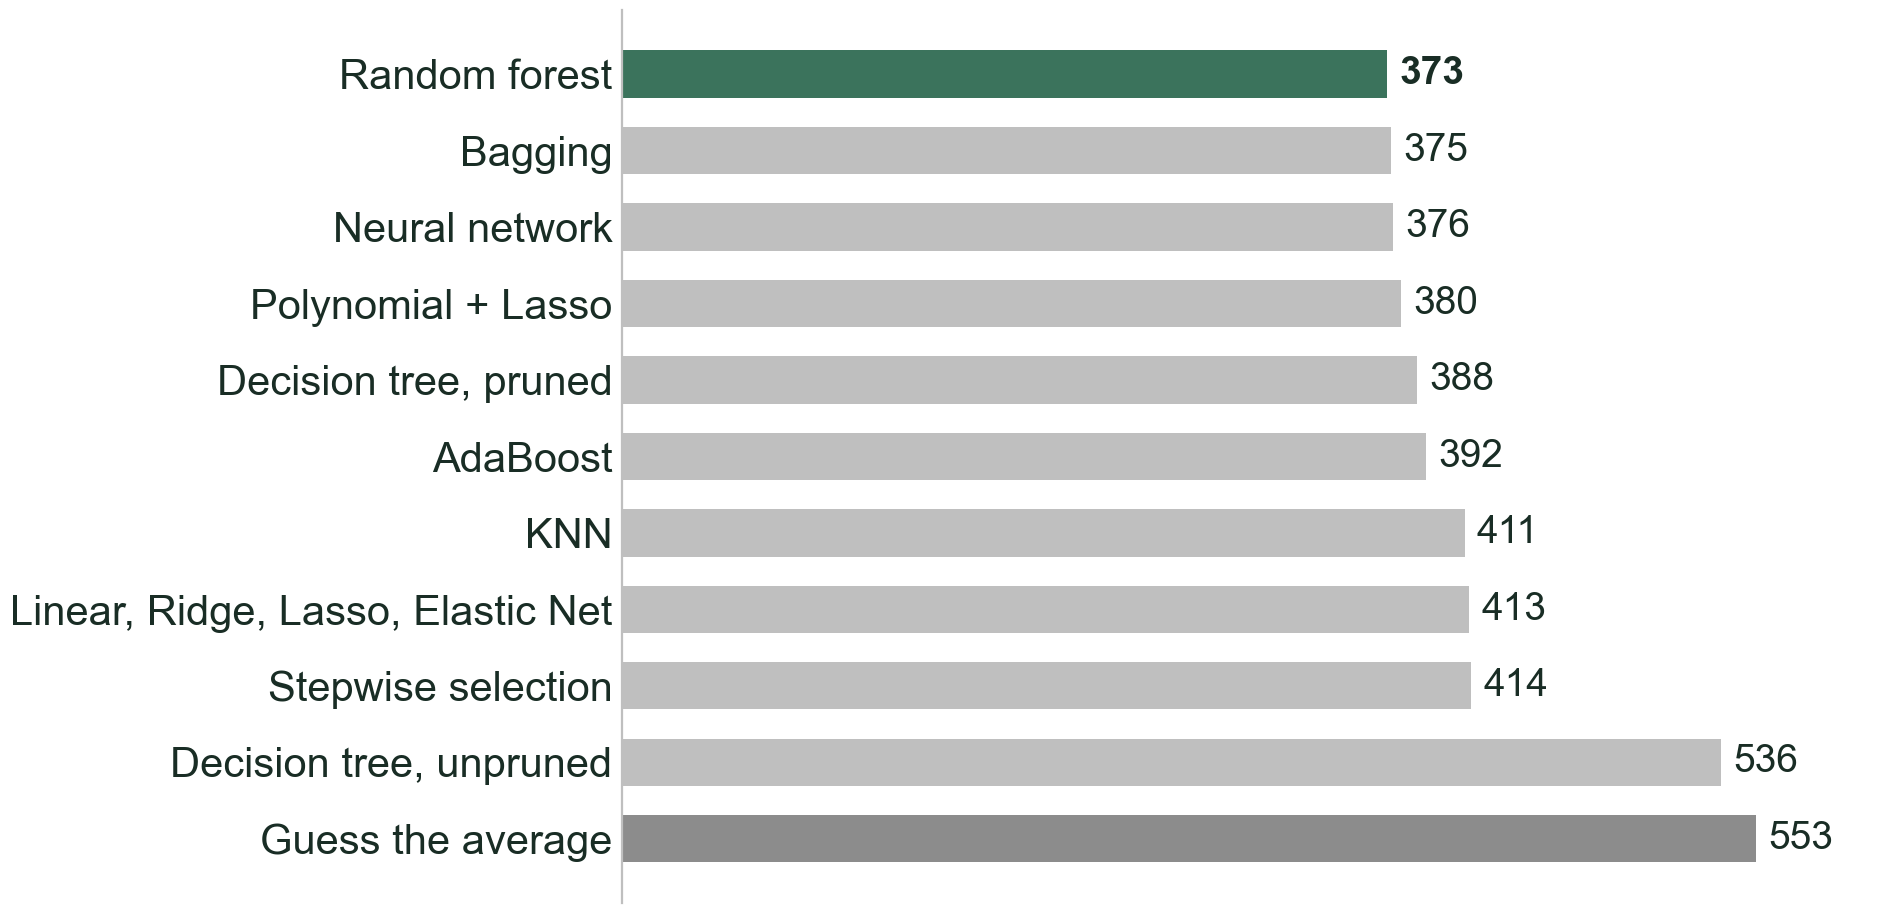 Random forest 373
Bagging 375
Neural network 376
Polynomial + Lasso 380
Decision tree, pruned 388
AdaBoost 392
KNN 411
Linear, Ridge, Lasso, Elastic Net 413
Stepwise selection 414
Decision tree, unpruned 536
Guess the average 553